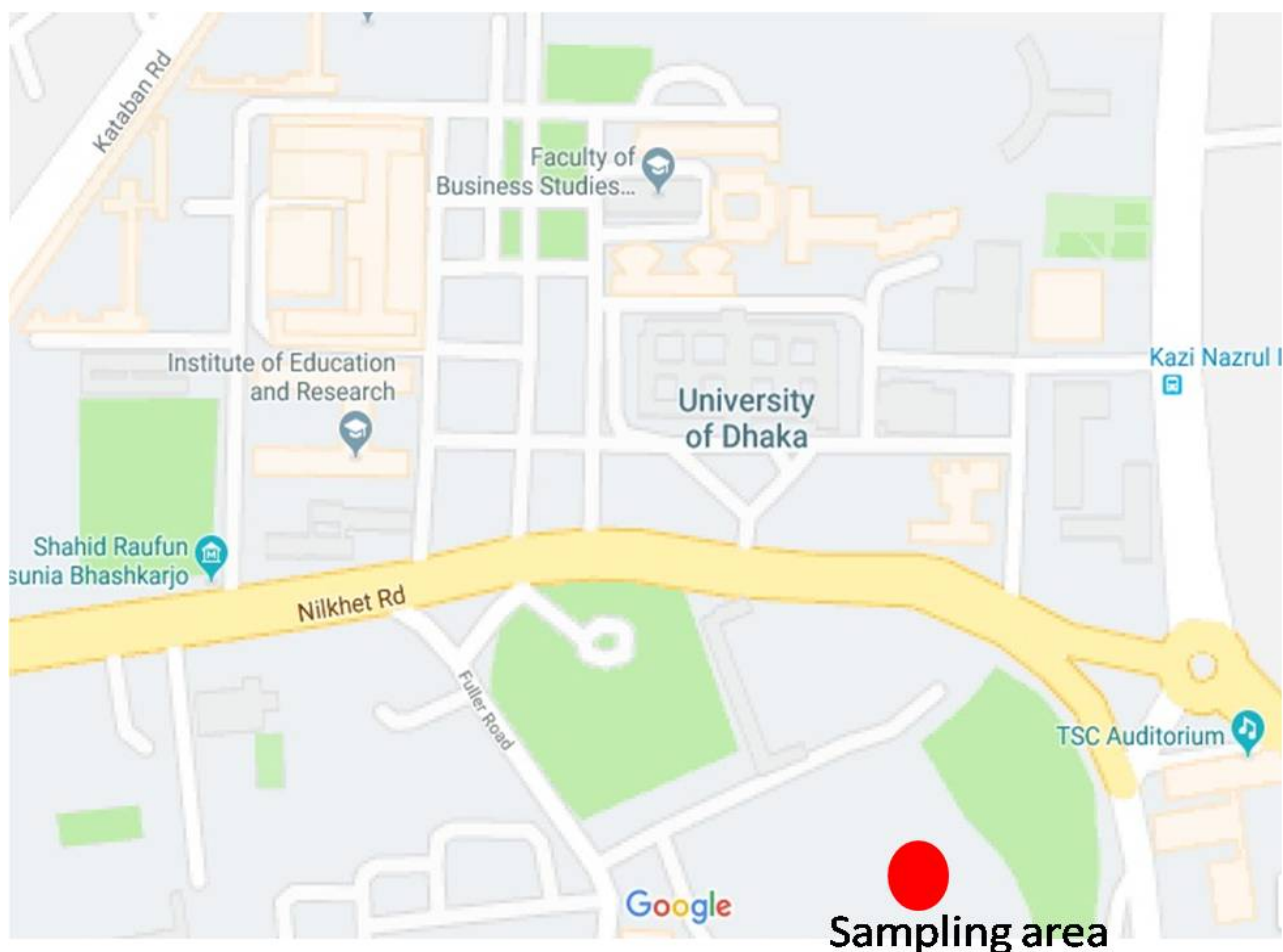 Kataban Rd
Faculty of
Business Studies...
Institute of Education
and Research
Kazi Nazrul I
University
of Dhaka
Shahid Raufun
sunia Bhashkarjo
Nilkhet Rd
Fuller Road
TSC Auditorium
Google
Sampling area